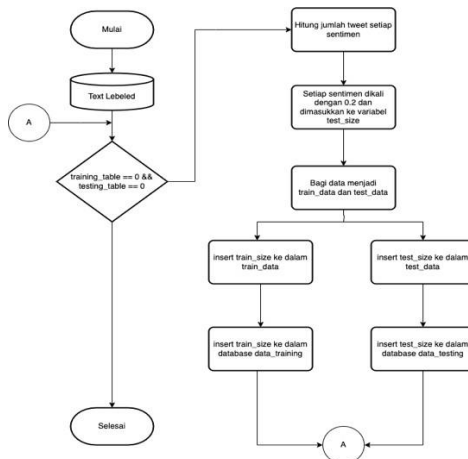 Mulai
Text Lebeled
A
training_table == 0 &&
testing_table == 0
Selesai
Hitung jumlah tweet setiap
sentimen
Setiap sentimen dikali
dengan 0.2 dan
dimasukkan ke variabel
test_size
Bagi data menjadi
train_data dan test_data
insert train_size ke dalam
train_data
insert test_size ke dalam
test_data
insert train_size ke dalam
database data_training
insert test_size ke dalam
database data_testing
A